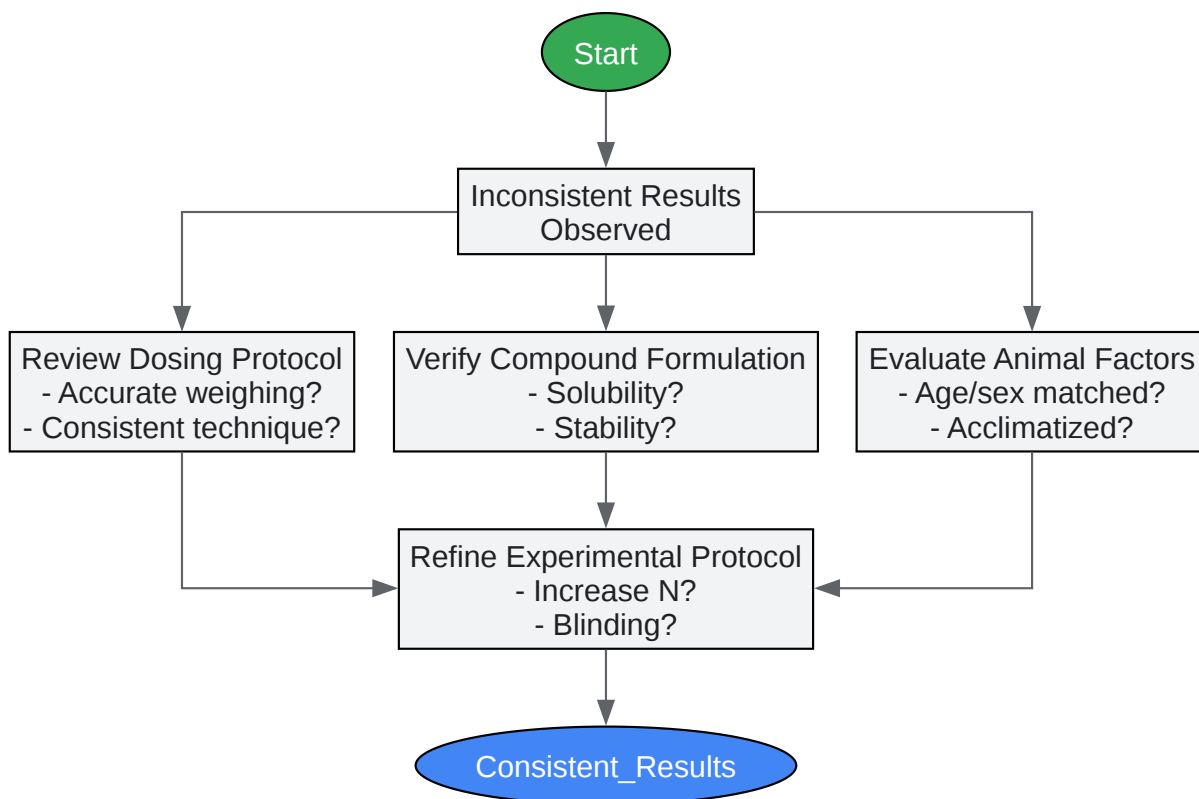 Start
Inconsistent Results
Observed
Review Dosing Protocol
- Accurate weighing?
- Consistent technique?
Verify Compound Formulation
- Solubility?
- Stability?
Evaluate Animal Factors
- Age/sex matched?
- Acclimatized?
Refine Experimental Protocol
- Increase N?
- Blinding?
Consistent_Results